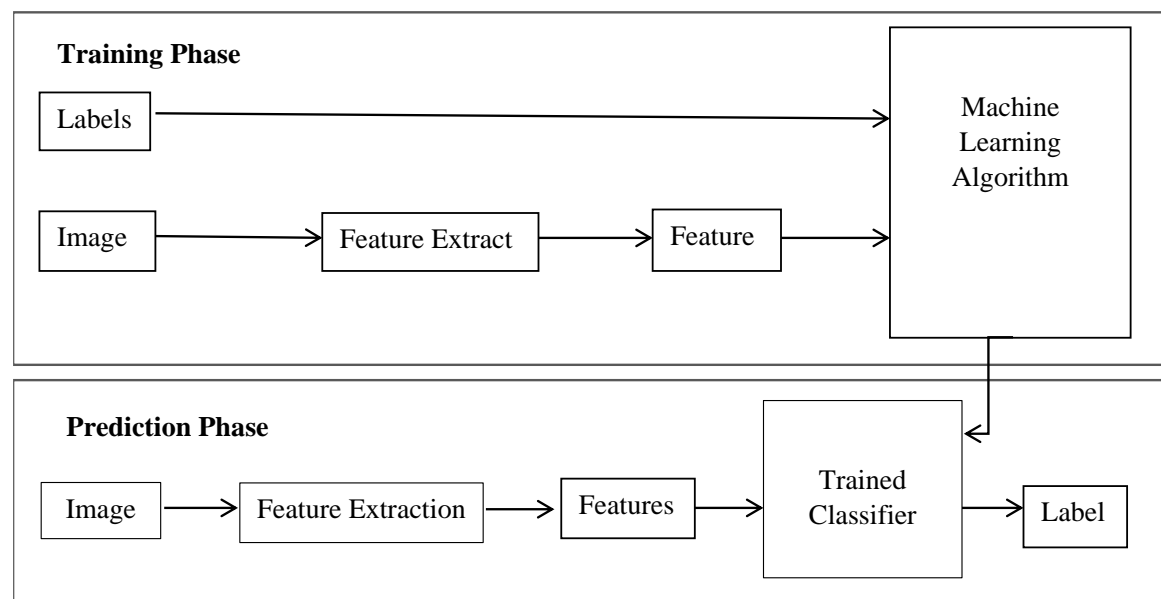 Training Phase
Labels
Machine
Learning
Algorithm
Image
Feature Extract
Feature
Prediction Phase
Image
Feature Extraction
Features
Trained
Classifier
Label